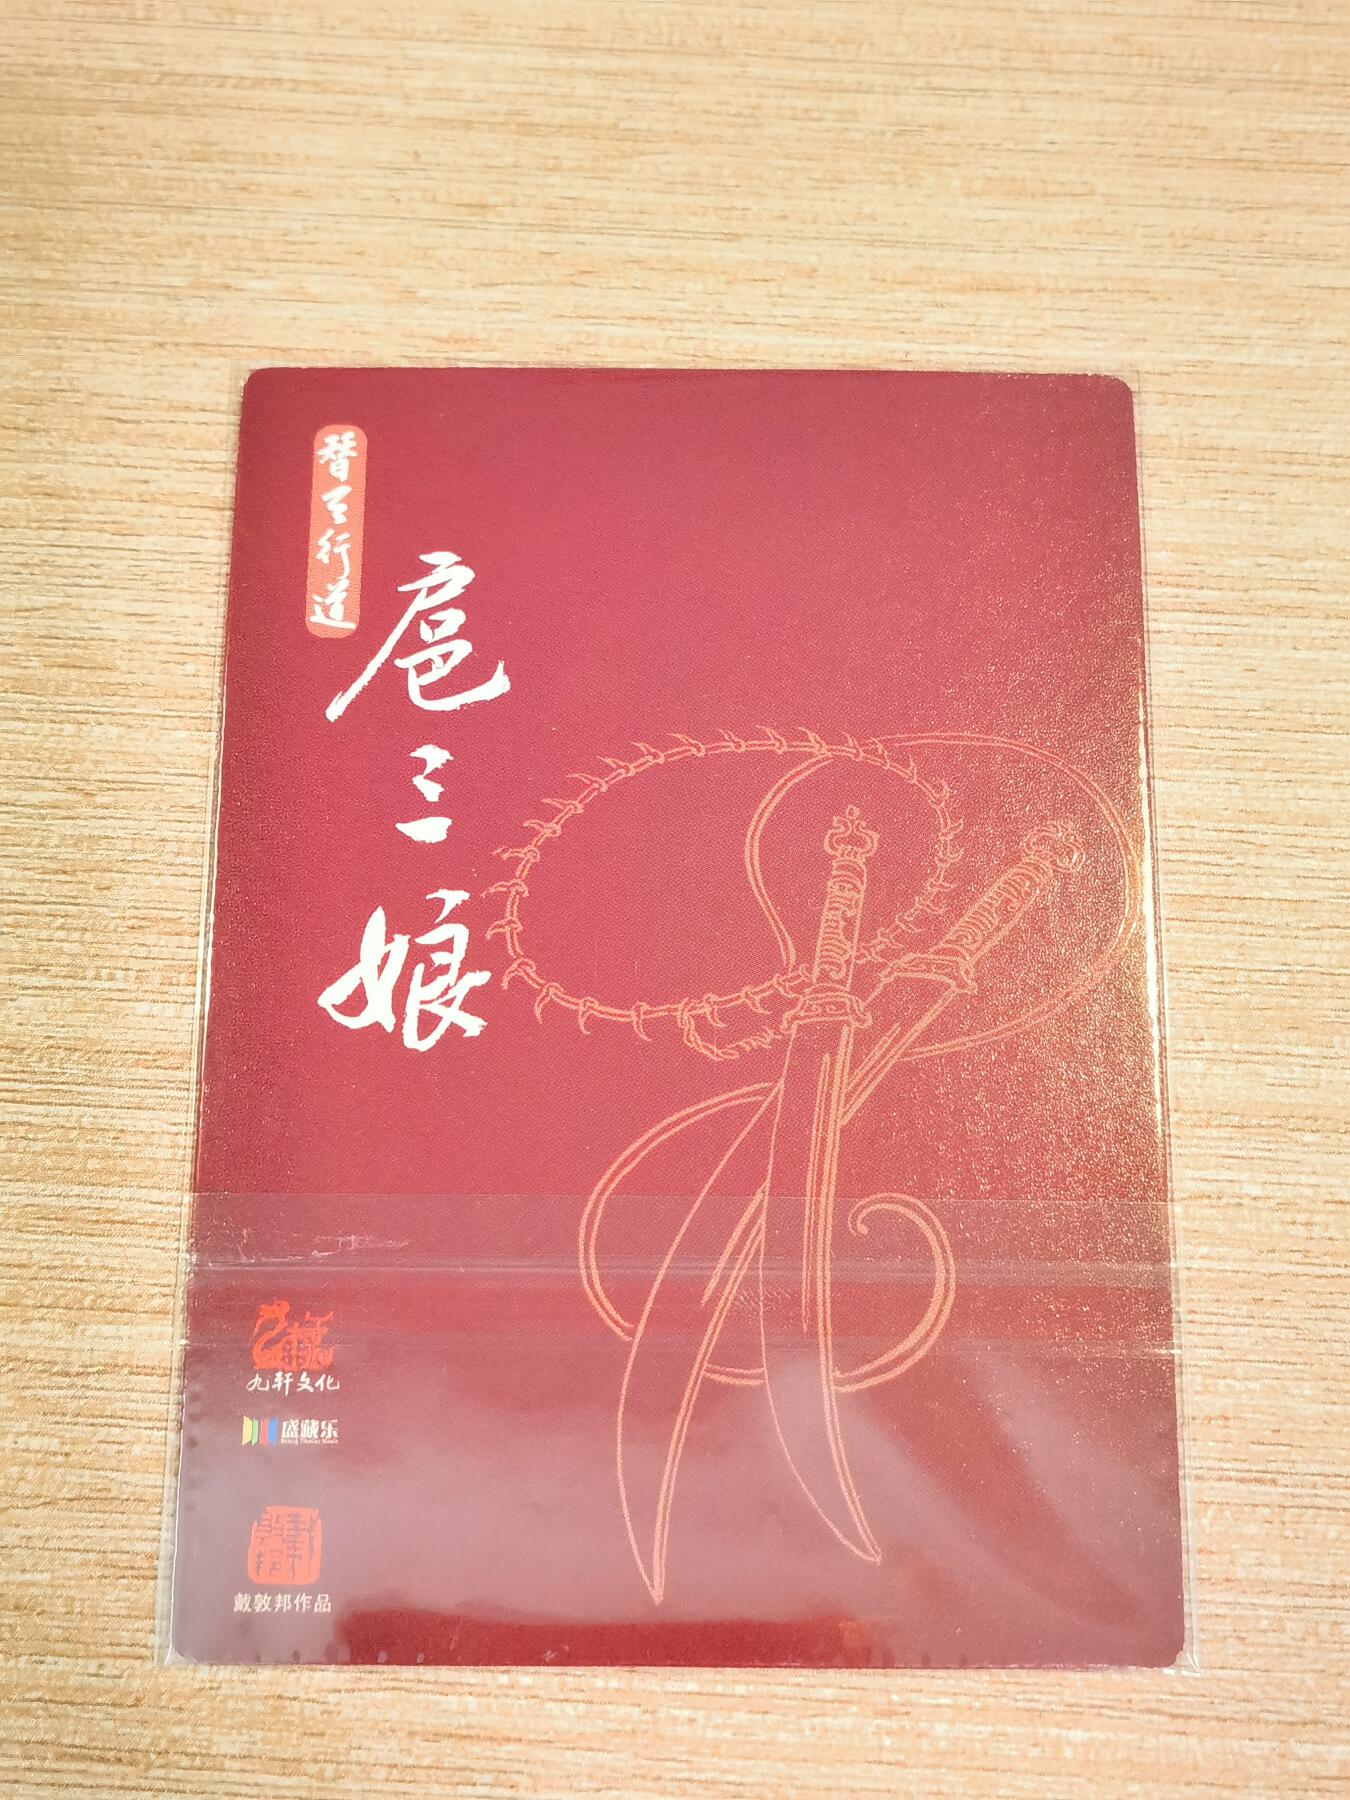 替天行道
扈三娘
九轩文化
盛藏乐
戴敦邦作品